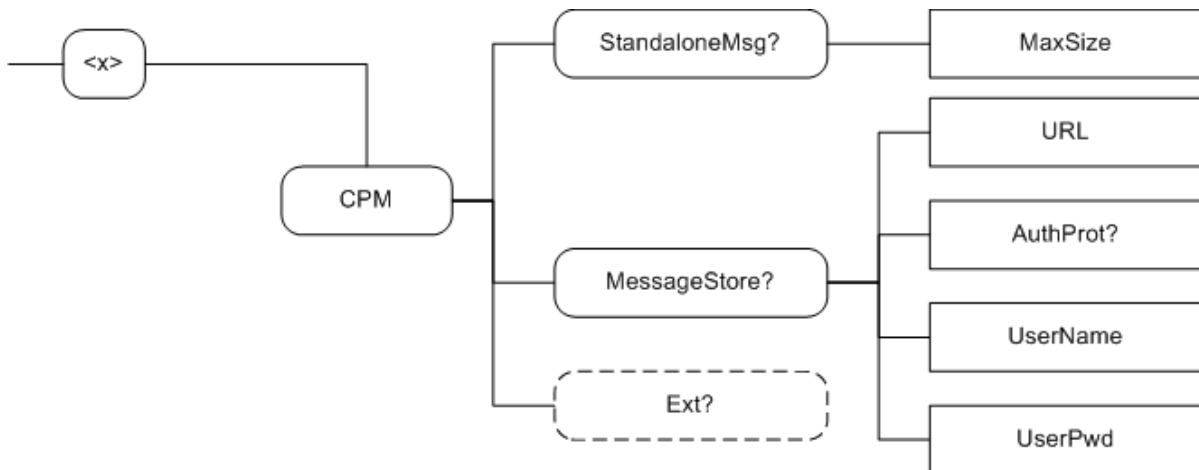 <x>
CPM
StandaloneMsg?
MaxSize
MessageStore?
URL
AuthProt?
UserName
UserPwd
Ext?